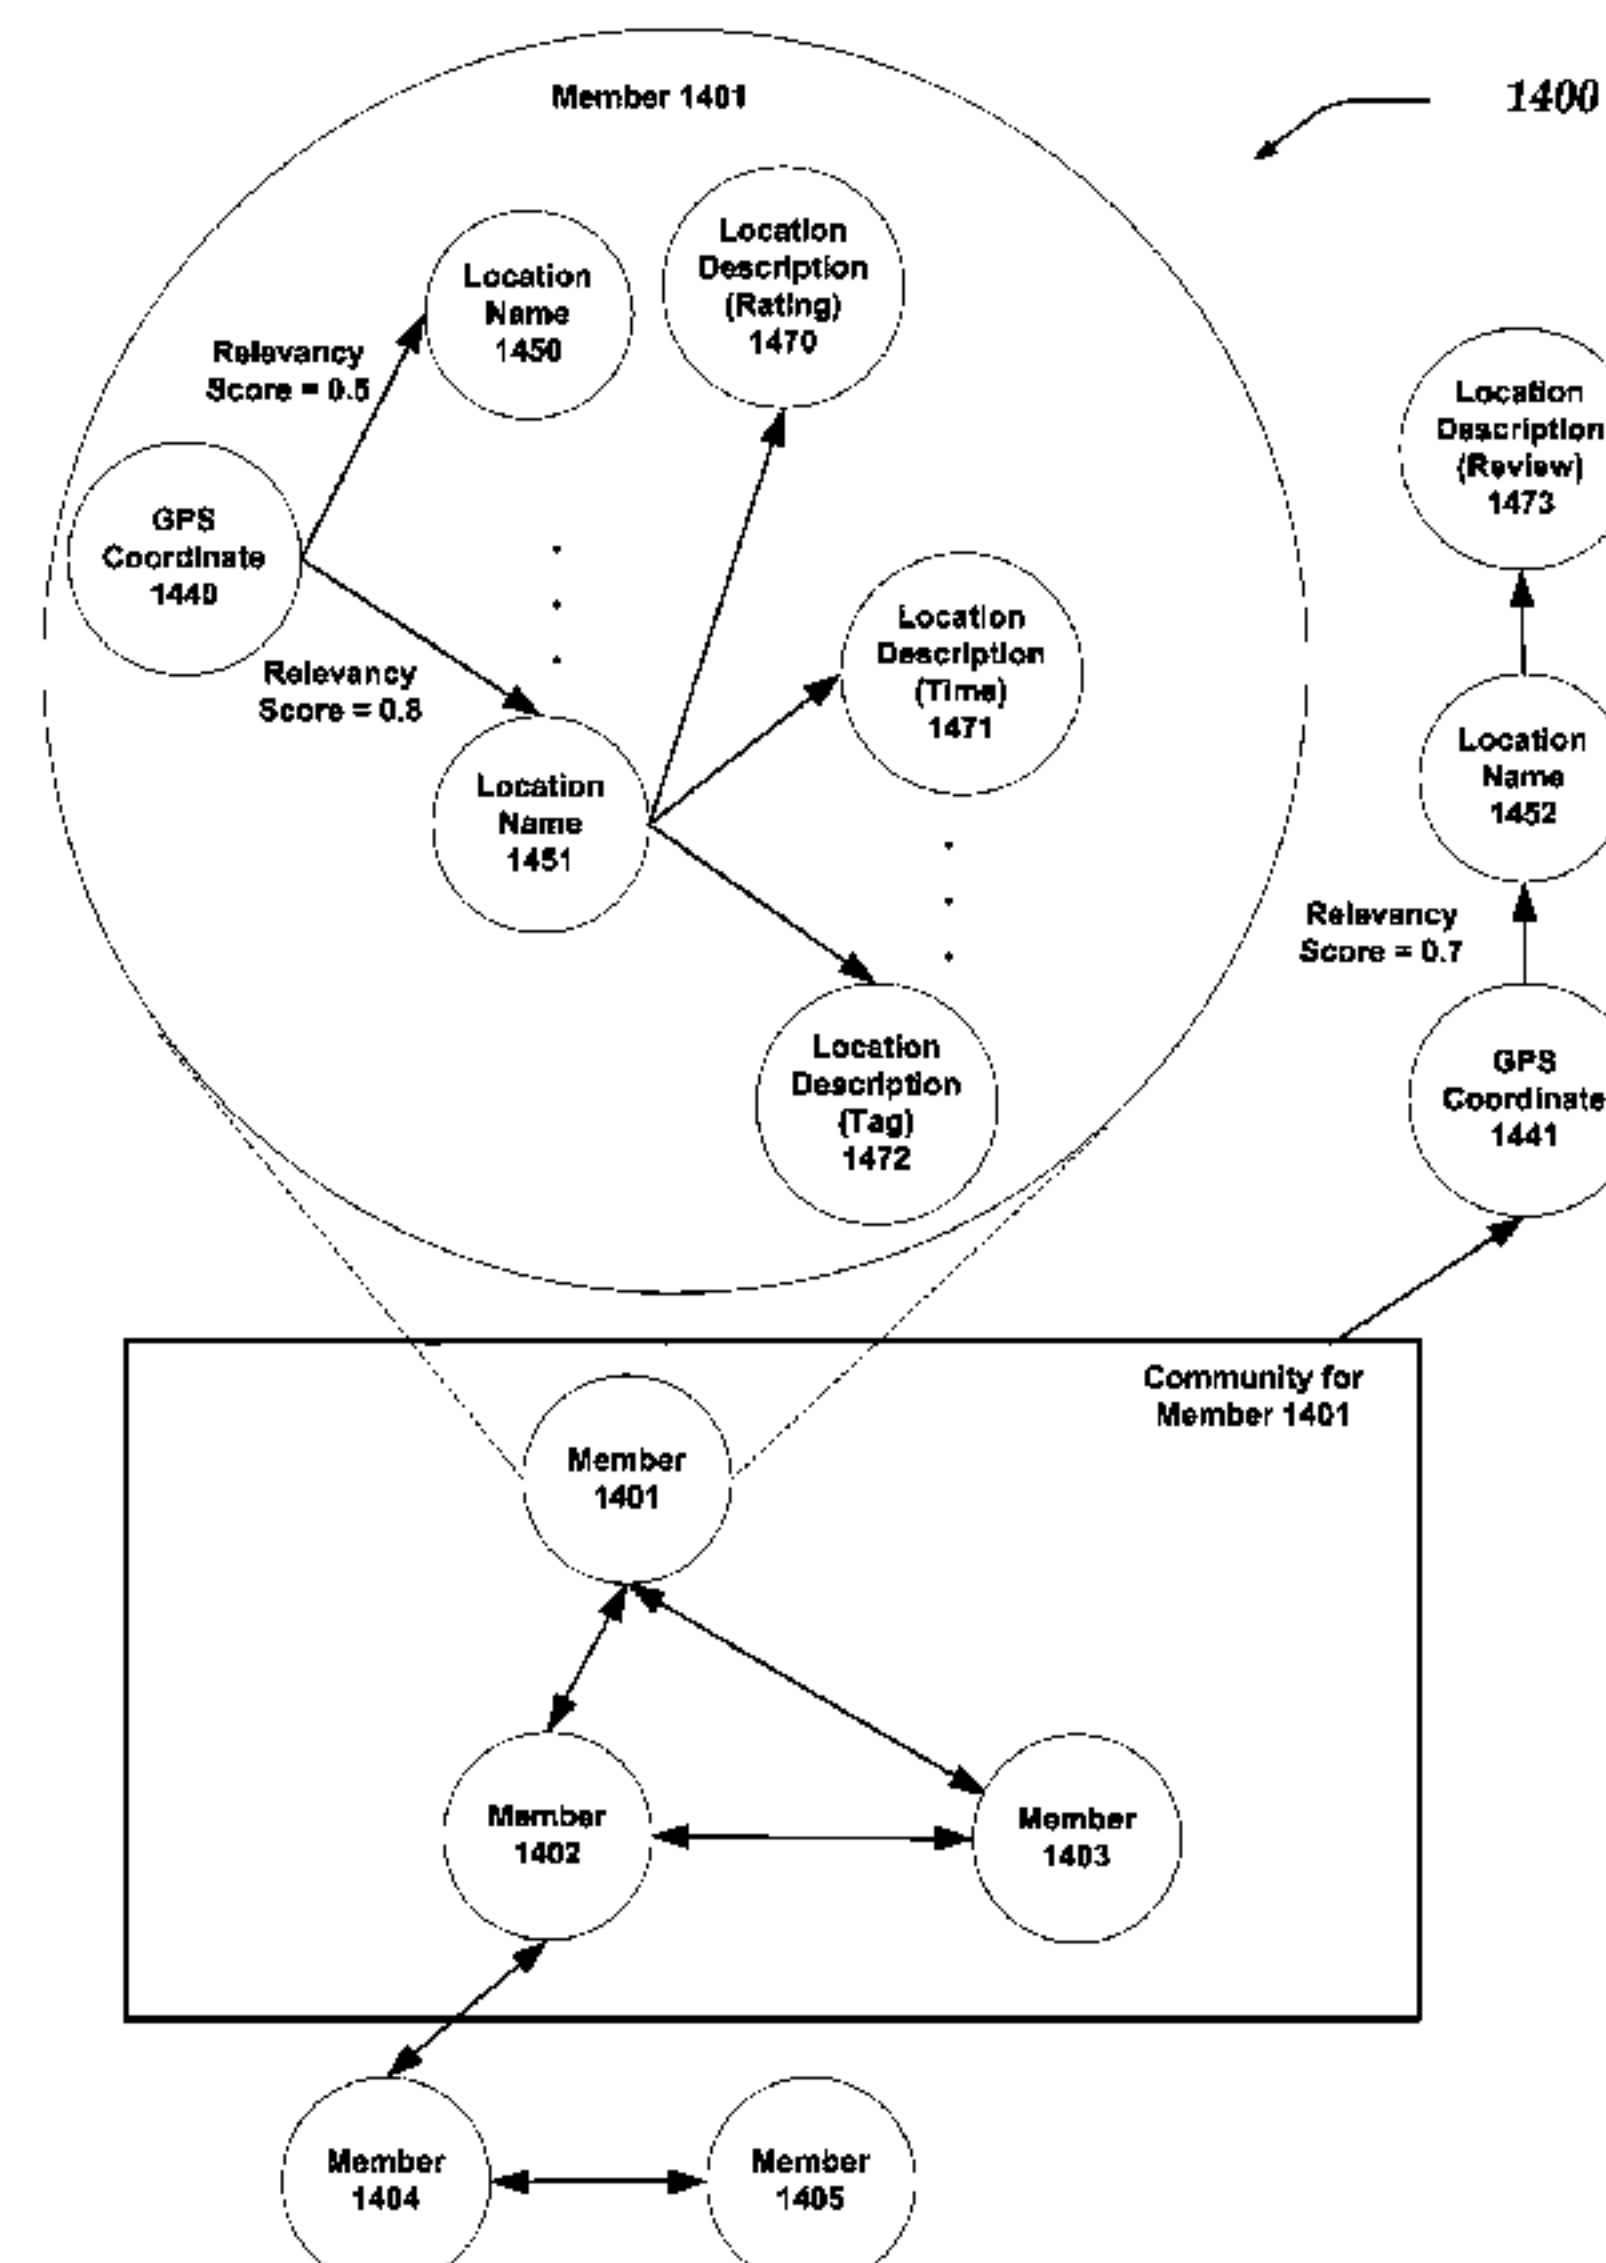 Member 1401
1400
Location
Name
1450
Location
Description
(Rating)
1470
Relevancy
Score = 0.5
GPS
Coordinate
1440
Relevancy
Score = 0.8
Location
Name
1451
Location
Description
(Time)
1471
Location
Description
(Tag)
1472
Location
Description
(Review)
1473
Location
Name
1452
Relevancy
Score = 0.7
GPS
Coordinate
1441
Community for
Member 1401
Member
1401
Member
1402
Member
1403
Member
1404
Member
1405